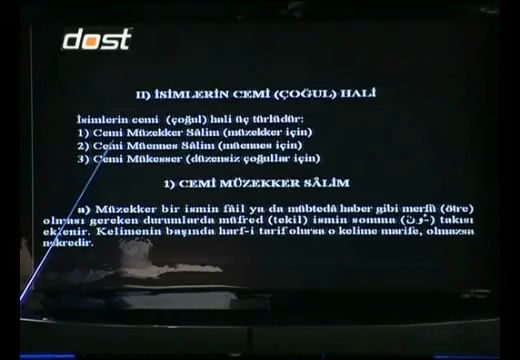 dost
II) İSİMLERİN CEMİ (ÇOĞUL) HALİ
İsimlerin cemi (çoğul) hali üç türlüdür:
1) Cemi Müzekker Sâlim (müzekker için)
2) Cemi Müennes Sâlim (müennes için)
3) Cemi Mükesser (düzensiz çoğullar için)
1) CEMİ MÜZEKKER SÂLİM
a) Müzekker bir ismin fâil ya da mübtedâ haber gibi merfû (ötre)
olması gereken durumlarda müfred (tekil) ismin sonuna (ـُونَ) takısı
eklenir. Kelimenin başında harf-i tarif olursa o kelime marife, olmazsa
nekredir.